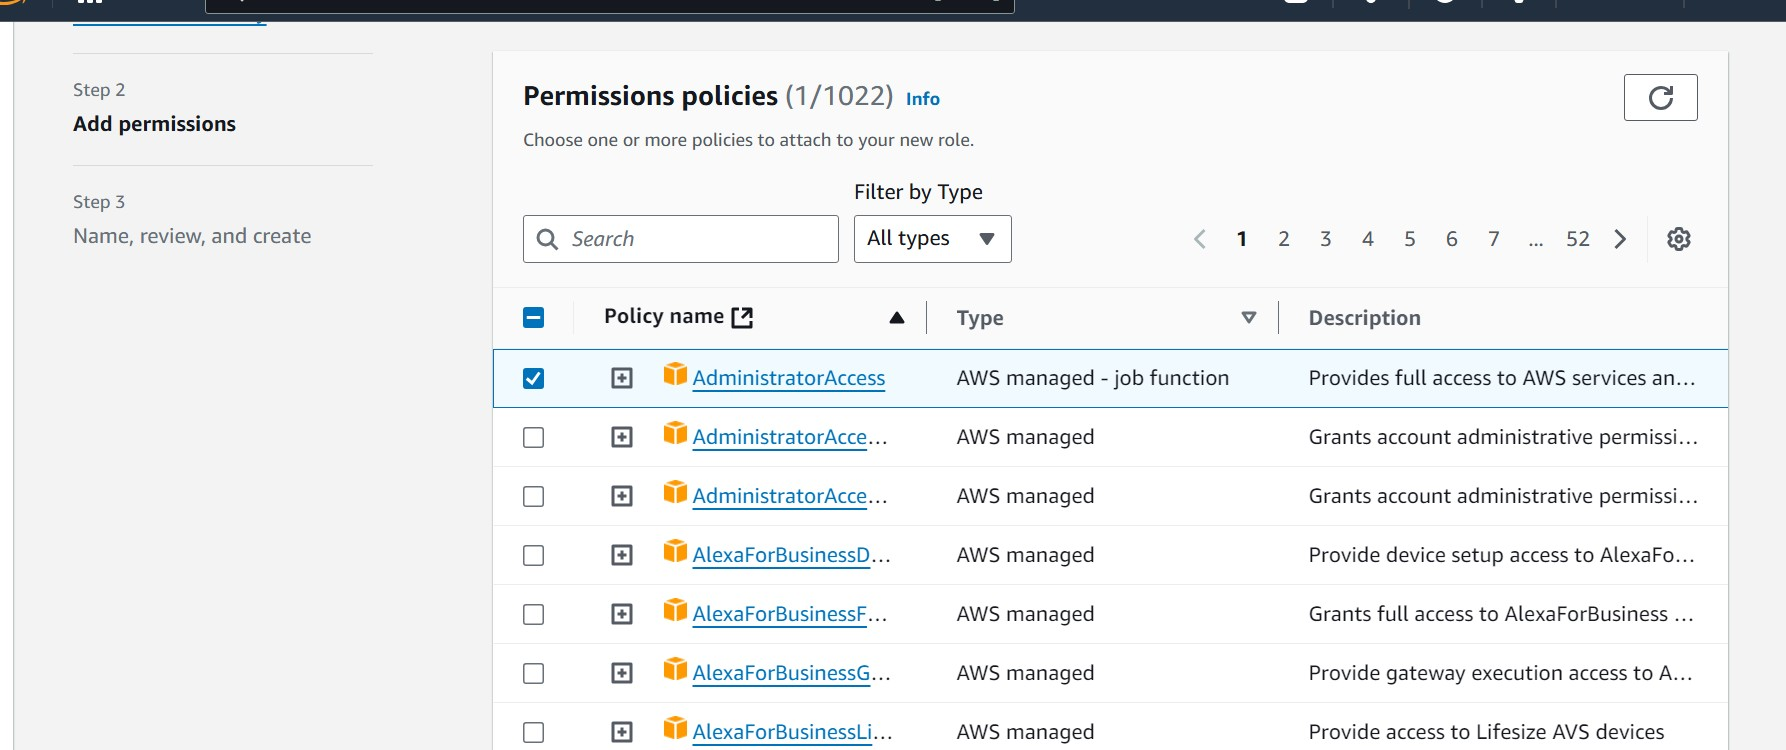 Step 2
Add permissions
Step 3
Name, review, and create
Permissions policies (1/1022) Info
Choose one or more policies to attach to your new role.
Filter by Type
Search
All types
1 2 3 4 5 6 7 ... 52
Policy name Type Description
AdministratorAccess AWS managed - job function Provides full access to AWS services an...
AdministratorAcce... AWS managed Grants account administrative permissi...
AdministratorAcce... AWS managed Grants account administrative permissi...
AlexaForBusinessD... AWS managed Provide device setup access to AlexaFo...
AlexaForBusinessF... AWS managed Grants full access to AlexaForBusiness ...
AlexaForBusinessG... AWS managed Provide gateway execution access to A...
AlexaForBusinessLi... AWS managed Provide access to Lifesize AVS devices